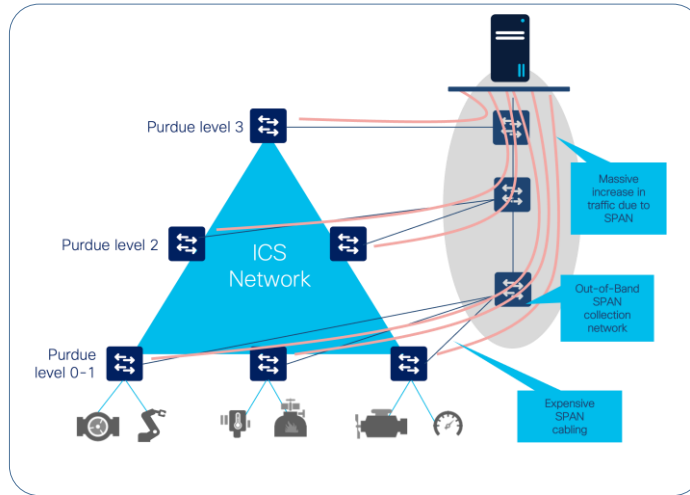 Purdue level 3
Massive
increase in
traffic due to
SPAN
Purdue level 2
ICS
Network
Out-of-Band
SPAN
collection
network
Purdue
level 0-1
Expensive
SPAN
cabling